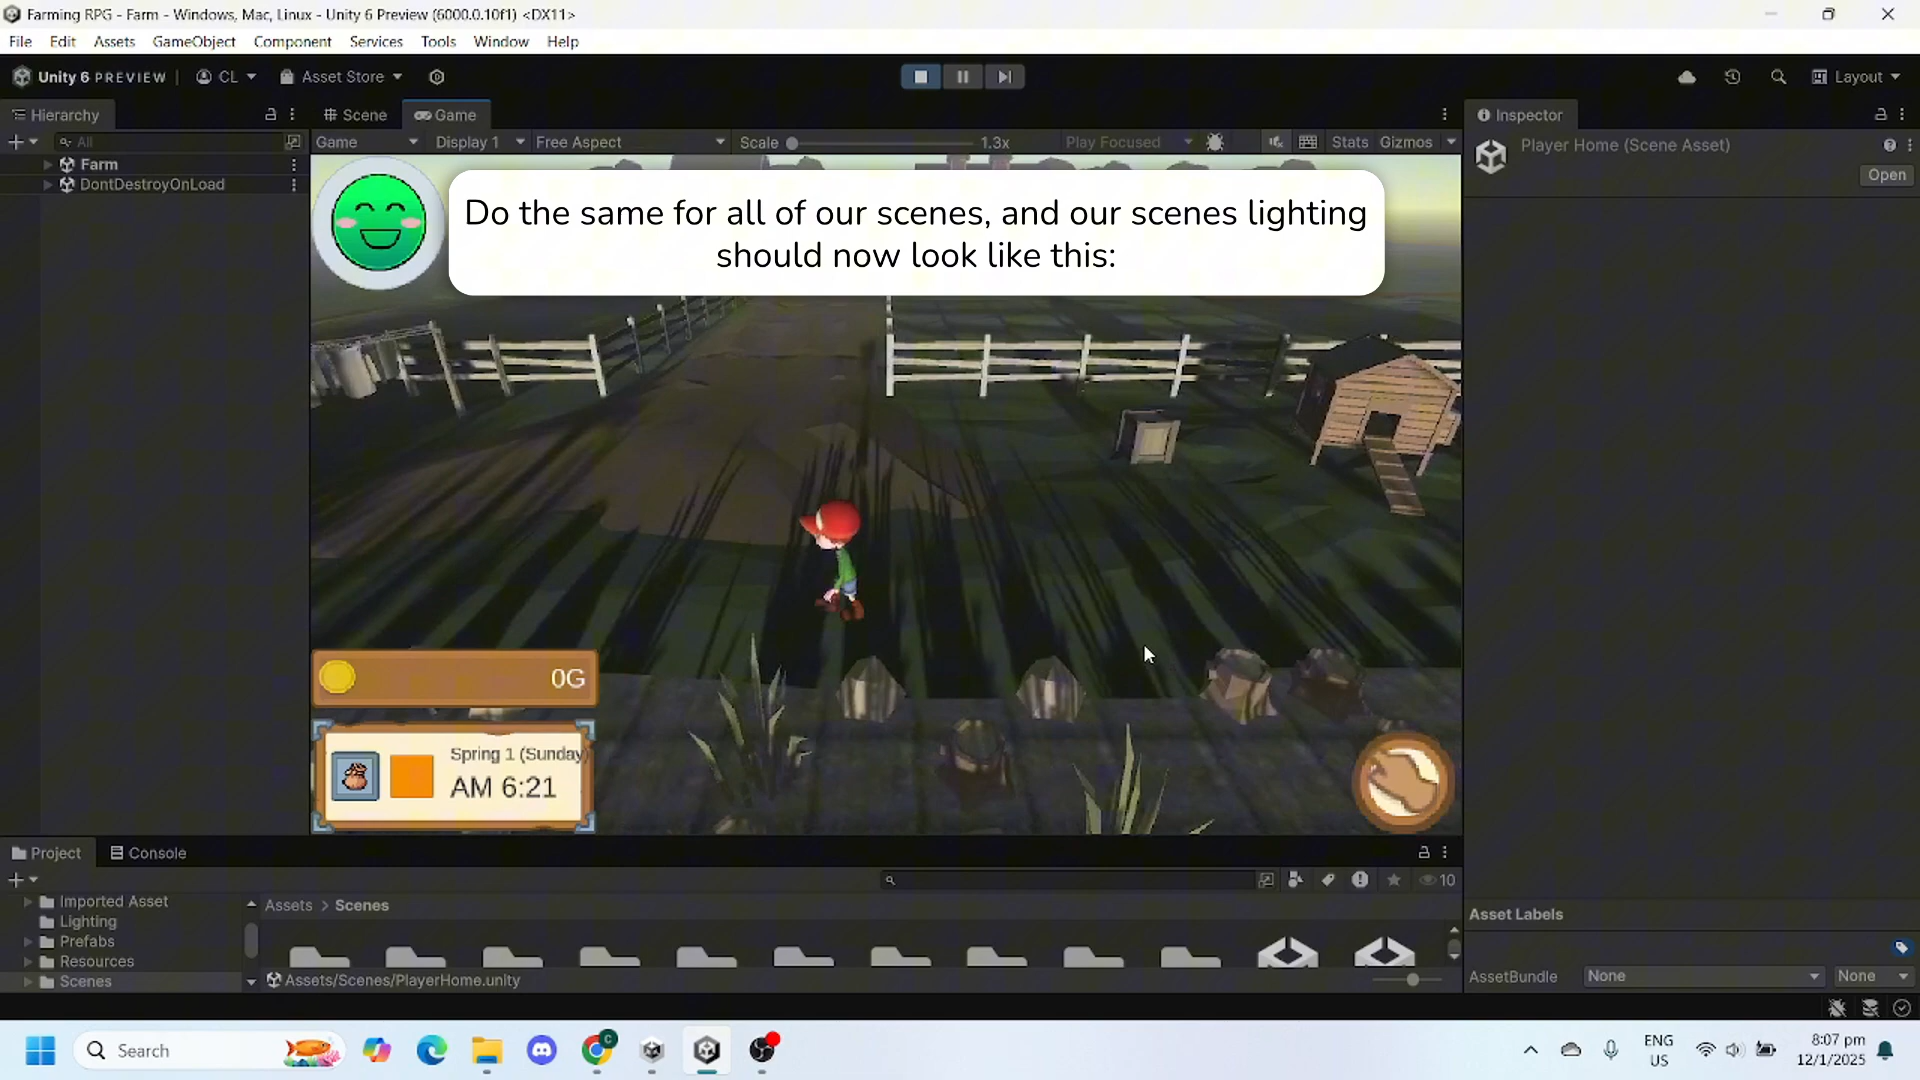 Farming RPG - Farm - Windows, Mac, Linux - Unity 6 Preview (6000.0.10f1) <DX11>
File Edit Assets GameObject Component Services Tools Window Help
Unity 6 PREVIEW CL Asset Store Layout
Hierarchy Scene Game Inspector
All Game Display 1 Free Aspect Scale 1.3x Play Focused Stats Gizmos
Player Home (Scene Asset)
Open
Farm
DontDestroyOnLoad
Do the same for all of our scenes, and our scenes lighting
should now look like this:
0G
Spring 1 (Sunday)
AM 6:21
Project Console
10
Imported Asset
Lighting
Prefabs
Resources
Scenes
Assets > Scenes
Assets/Scenes/PlayerHome.unity
Asset Labels
AssetBundle None None
Search
C
ENG
US
8:07 pm
12/1/2025